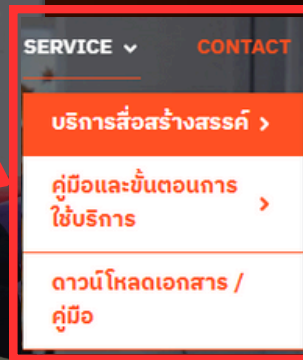 SERVICE CONTACT
บริการสื่อสร้างสรรค์
คู่มือและขั้นตอนการ
ใช้บริการ
ดาวน์โหลดเอกสาร /
คู่มือ